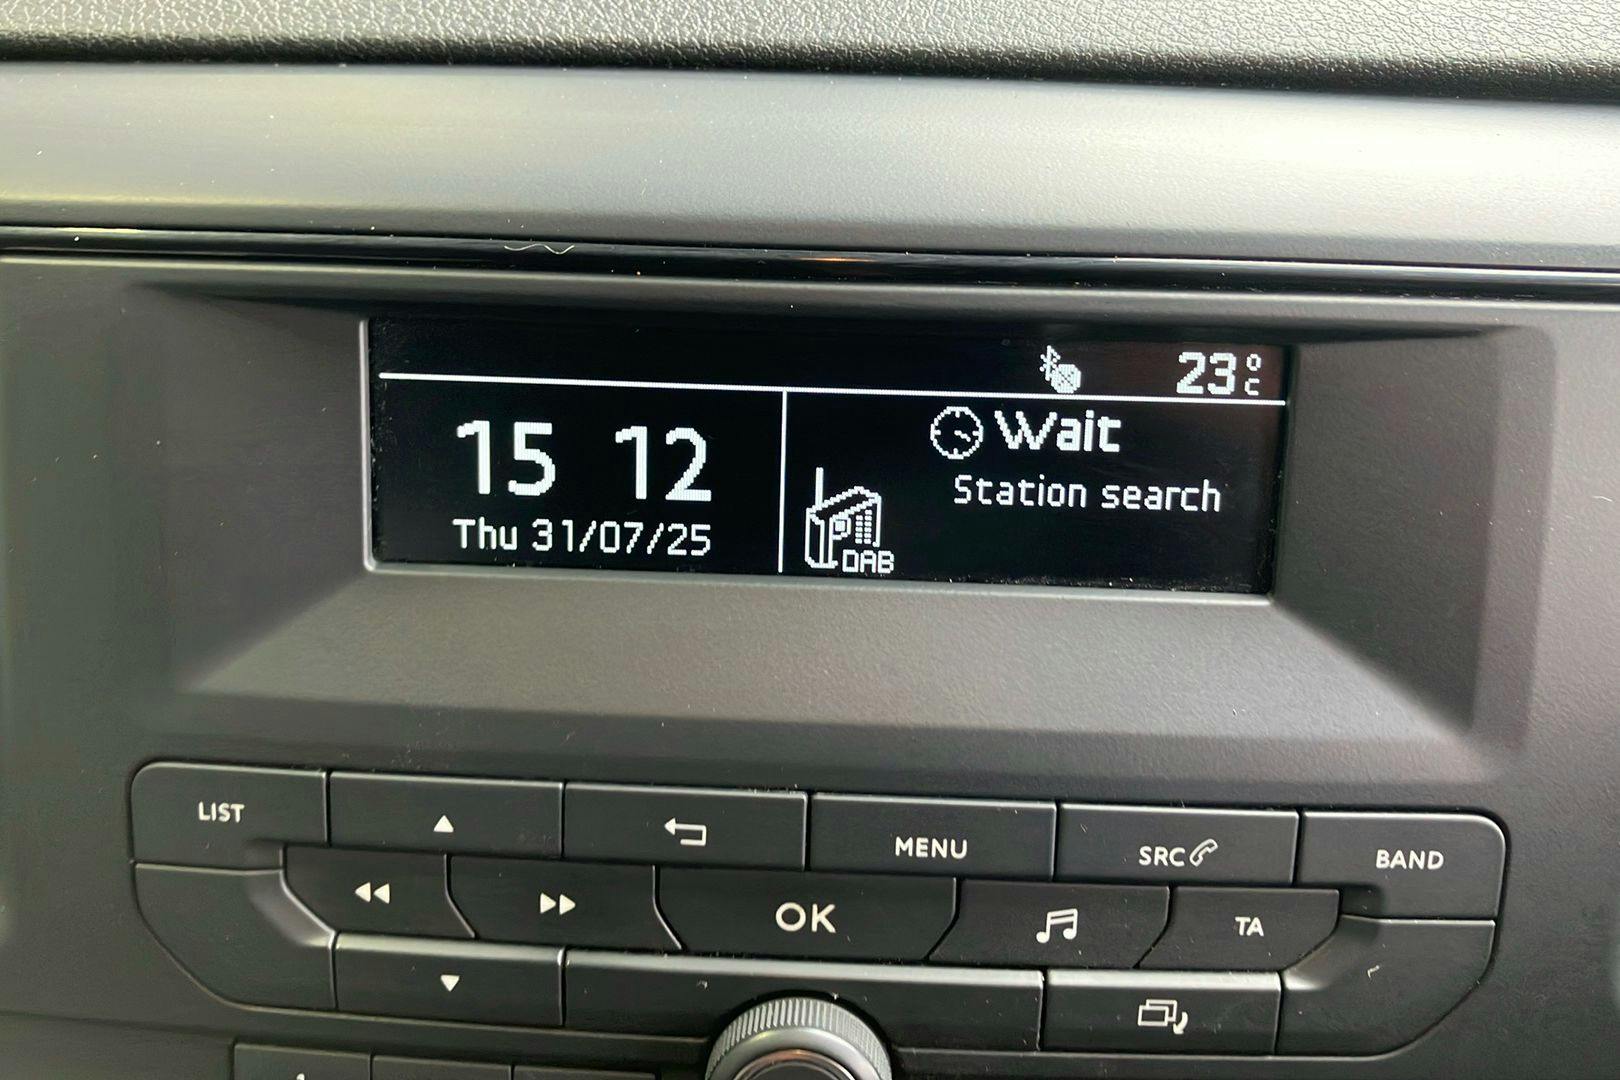 23°C
15 12
Thu 31/07/25
Wait
Station search
DAB
LIST
MENU
SRC
BAND
OK
TA